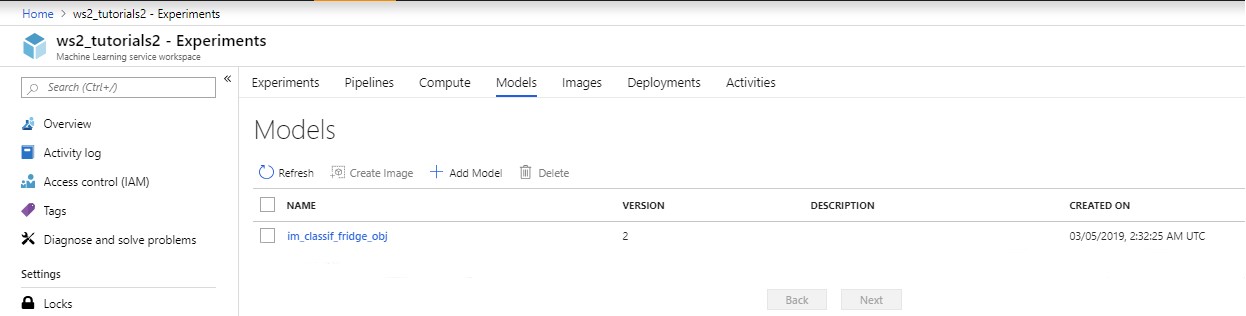 Home > ws2_tutorials2 - Experiments
ws2_tutorials2 - Experiments
Machine Learning service workspace
Search (Ctrl+/)
«
Overview
Activity log
Access control (IAM)
Tags
Diagnose and solve problems
Settings
Locks
Experiments Pipelines Compute Models Images Deployments Activities
Models
Refresh Create Image Add Model Delete
NAME VERSION DESCRIPTION CREATED ON
im_classif_fridge_obj 2 03/05/2019, 2:32:25 AM UTC
Back Next